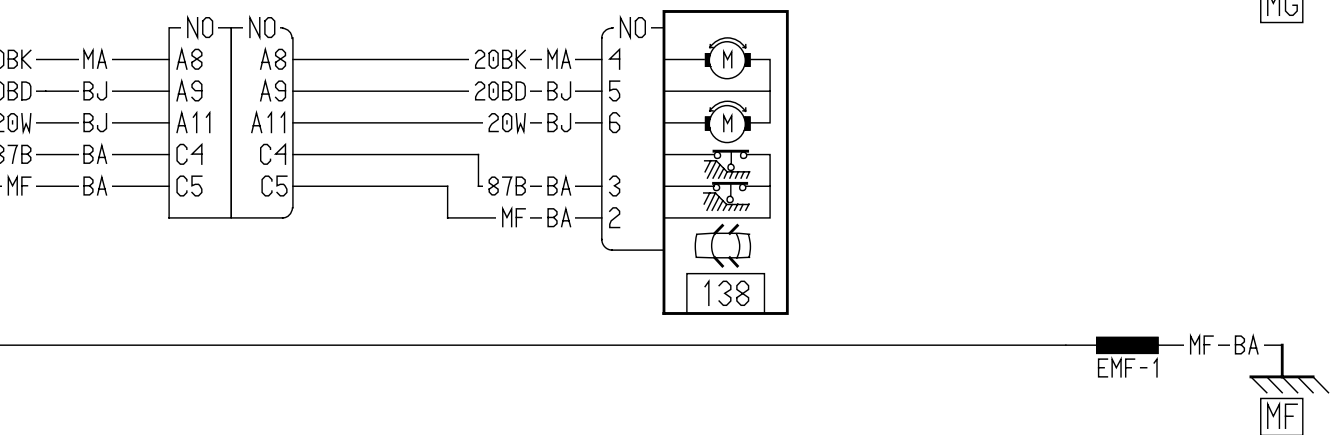 MG
NO NO NO
0BK MA A8 A8 20BK-MA 4 M
0BD BJ A9 A9 20BD-BJ 5
20W BJ A11 A11 20W-BJ 6 M
87B BA C4 C4 87B-BA 3
MF BA C5 C5 MF-BA 2
138
EMF-1 MF-BA
MF